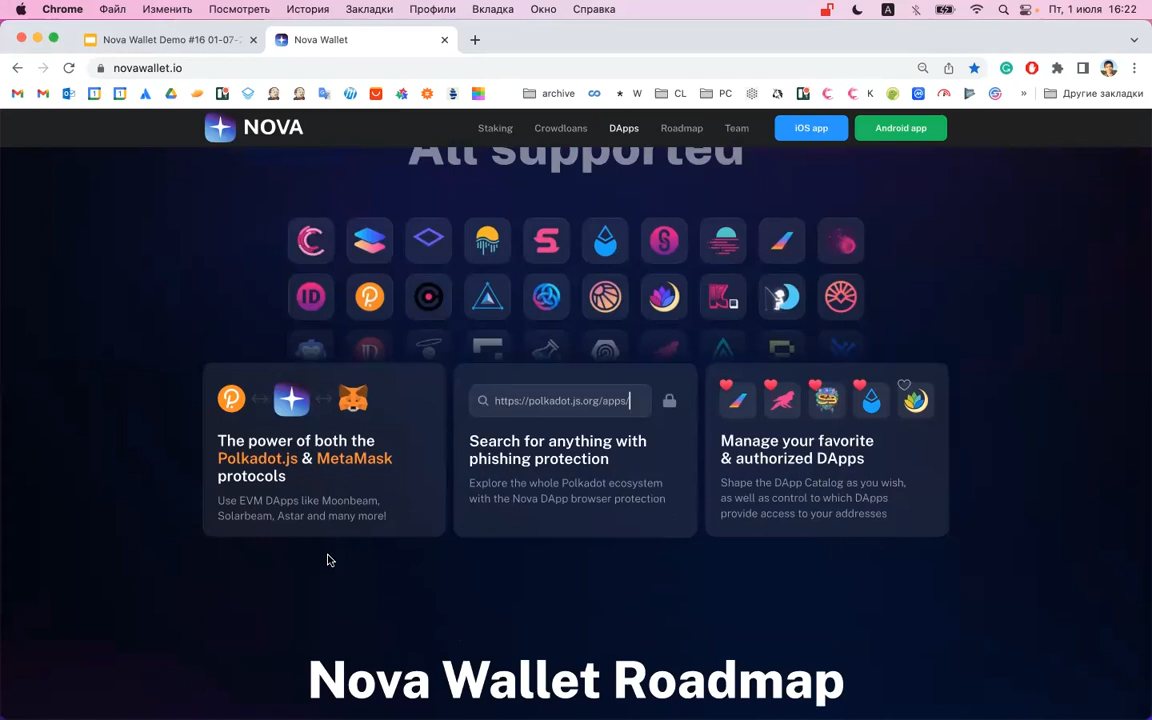 Chrome Файл Изменить Посмотреть История Закладки Профили Вкладка Окно Справка A Пт, 1 июля 16:22
Nova Wallet Demo #16 01-07-
Nova Wallet
novawallet.io
archive W CL PC K » Другие закладки
NOVA Staking Crowdloans DApps Roadmap Team iOS app Android app
All supported
The power of both the
Polkadot.js & MetaMask
protocols
Use EVM DApps like Moonbeam,
Solarbeam, Astar and many more!
https://polkadot.js.org/apps/
Search for anything with
phishing protection
Explore the whole Polkadot ecosystem
with the Nova DApp browser protection
Manage your favorite
& authorized DApps
Shape the DApp Catalog as you wish,
as well as control to which DApps
provide access to your addresses
Nova Wallet Roadmap